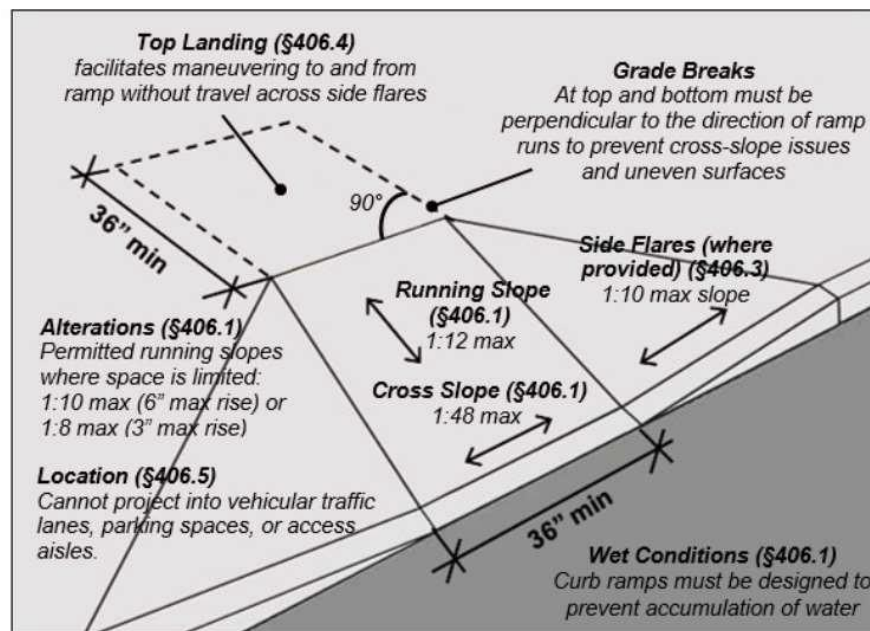 Top Landing (§406.4)
facilitates maneuvering to and from
ramp without travel across side flares
Grade Breaks
At top and bottom must be
perpendicular to the direction of ramp
runs to prevent cross-slope issues
and uneven surfaces
90°
36” min
Side Flares (where
provided) (§406.3)
1:10 max slope
Running Slope
(§406.1)
1:12 max
Alterations (§406.1)
Permitted running slopes
where space is limited:
1:10 max (6” max rise) or
1:8 max (3” max rise)
Cross Slope (§406.1)
1:48 max
Location (§406.5)
Cannot project into vehicular traffic
lanes, parking spaces, or access
aisles.
36” min
Wet Conditions (§406.1)
Curb ramps must be designed to
prevent accumulation of water